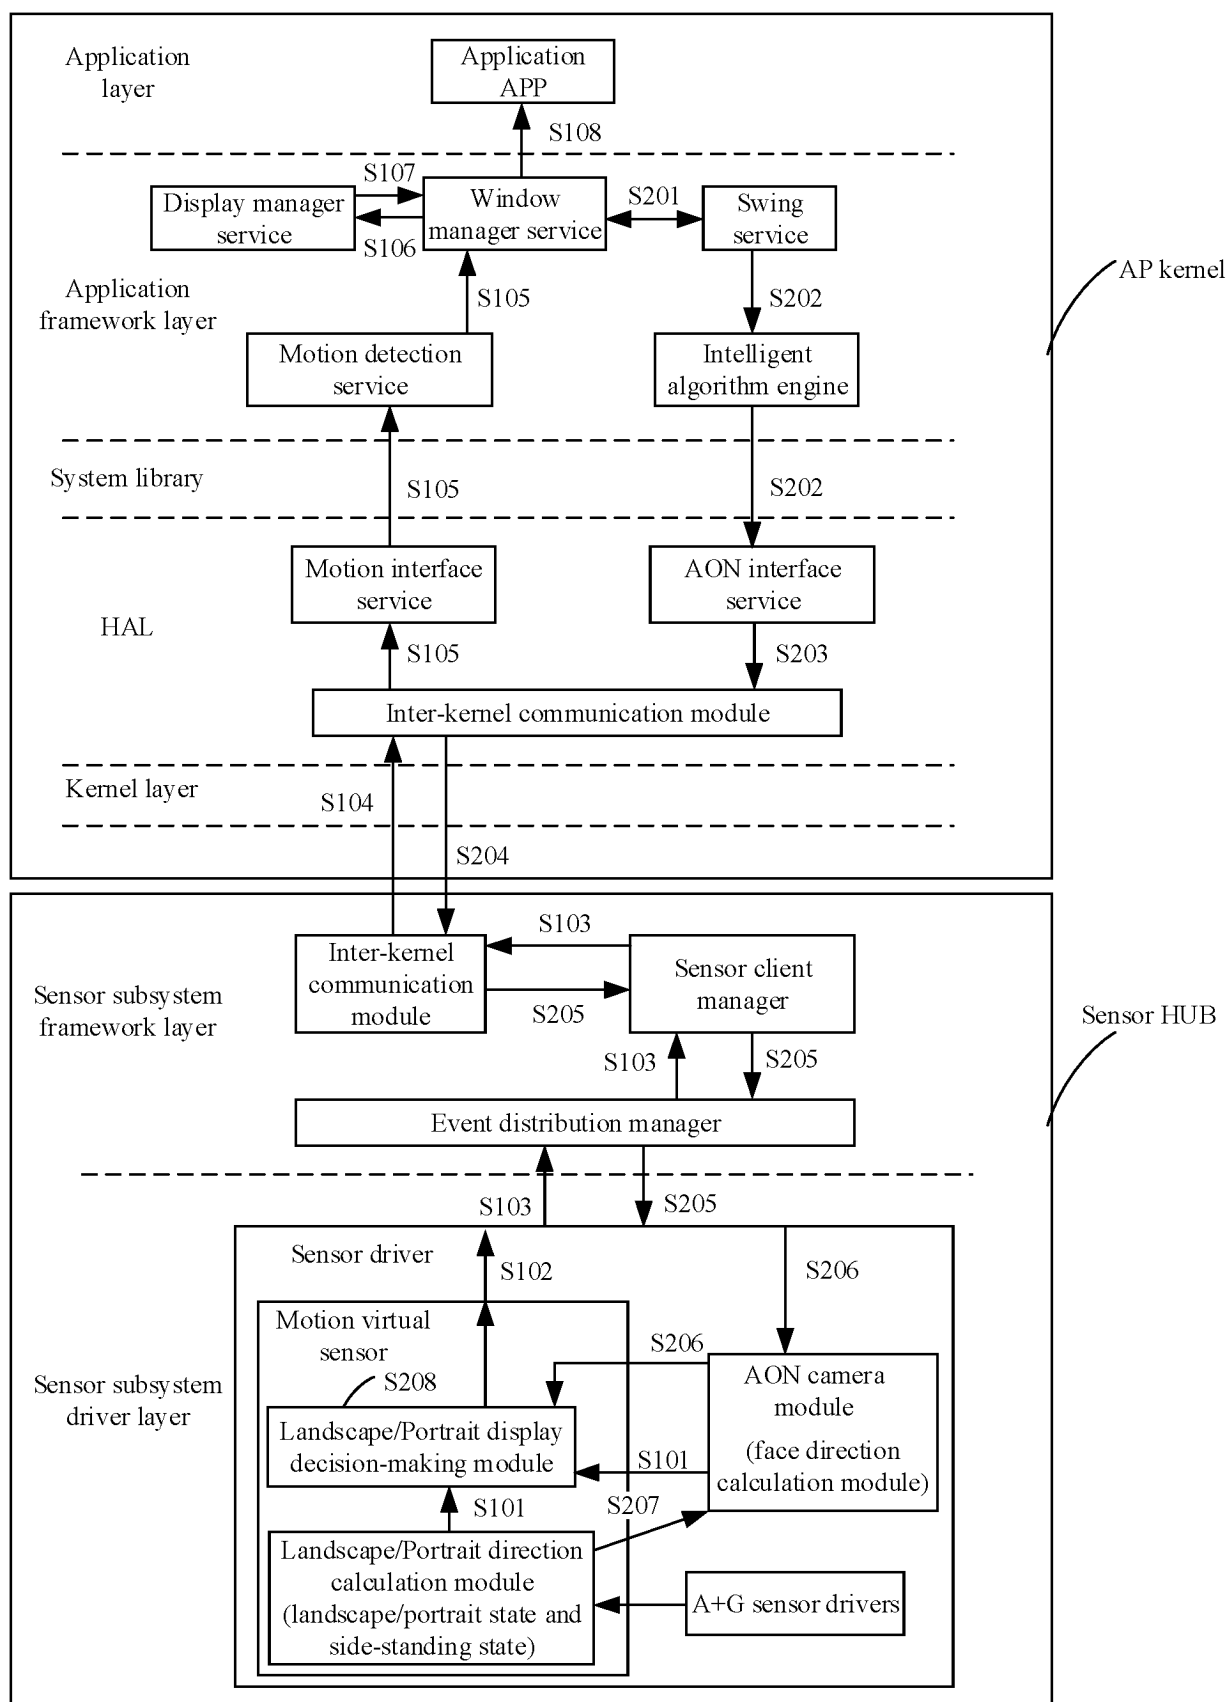 Application
layer
Application
APP
S108
S107
Display manager
service
S106
Window
manager service
S201
Swing
service
AP kernel
Application
framework layer
S105
S202
Motion detection
service
Intelligent
algorithm engine
System library
S105
S202
HAL
Motion interface
service
AON interface
service
S105
S203
Inter-kernel communication module
Kernel layer
S104
S204
Sensor subsystem
framework layer
Inter-kernel
communication
module
S103
S205
Sensor client
manager
Sensor HUB
S103
S205
Event distribution manager
S103
S205
Sensor driver
S102
S206
Motion virtual
sensor
S208
S206
Sensor subsystem
driver layer
Landscape/Portrait display
decision-making module
AON camera
module
(face direction
calculation module)
S101
S101
S207
Landscape/Portrait direction
calculation module
(landscape/portrait state and
side-standing state)
A+G sensor drivers